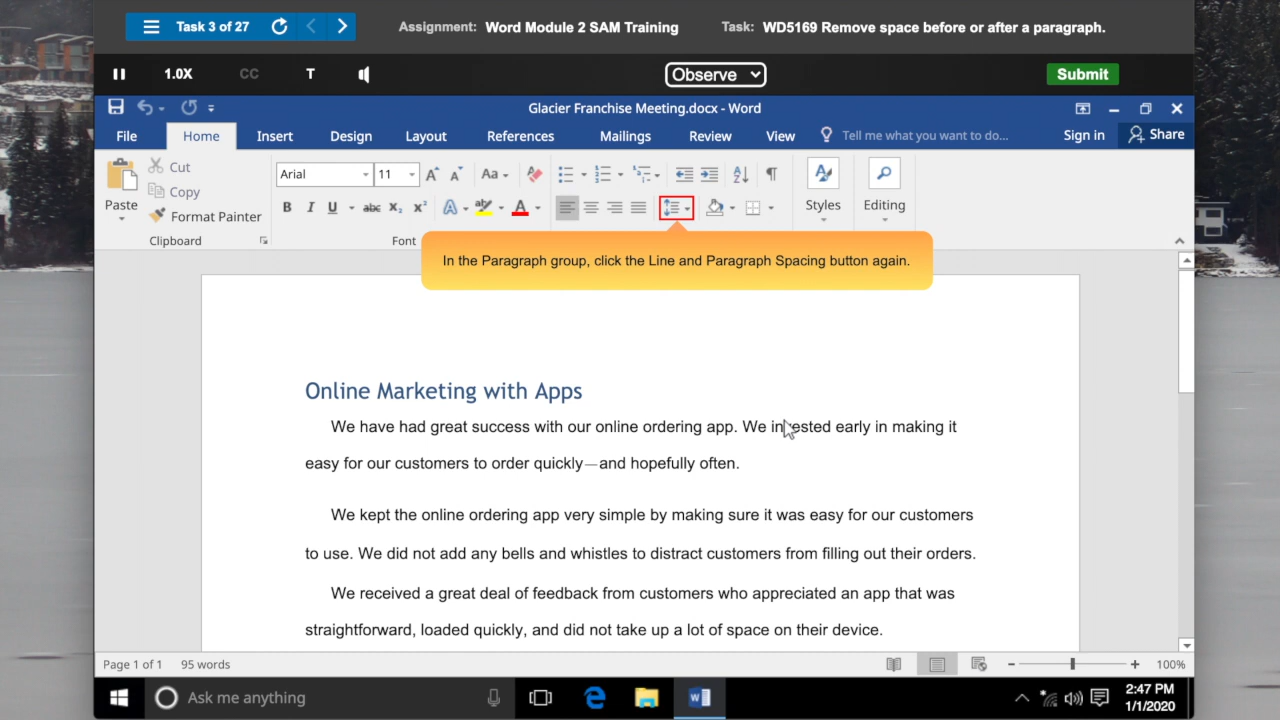 Task 3 of 27
Assignment: Word Module 2 SAM Training
Task: WD5169 Remove space before or after a paragraph.
1.0X
CC
T
Observe
Submit
Glacier Franchise Meeting.docx - Word
File
Home
Insert
Design
Layout
References
Mailings
Review
View
Tell me what you want to do...
Sign in
Share
Paste
Cut
Copy
Format Painter
Clipboard
Arial
11
Aa
B I U abc X₂ X²
Font
Styles
Editing
In the Paragraph group, click the Line and Paragraph Spacing button again.
Online Marketing with Apps
We have had great success with our online ordering app. We invested early in making it
easy for our customers to order quickly—and hopefully often.
We kept the online ordering app very simple by making sure it was easy for our customers
to use. We did not add any bells and whistles to distract customers from filling out their orders.
We received a great deal of feedback from customers who appreciated an app that was
straightforward, loaded quickly, and did not take up a lot of space on their device.
Page 1 of 1
95 words
100%
Ask me anything
2:47 PM
1/1/2020